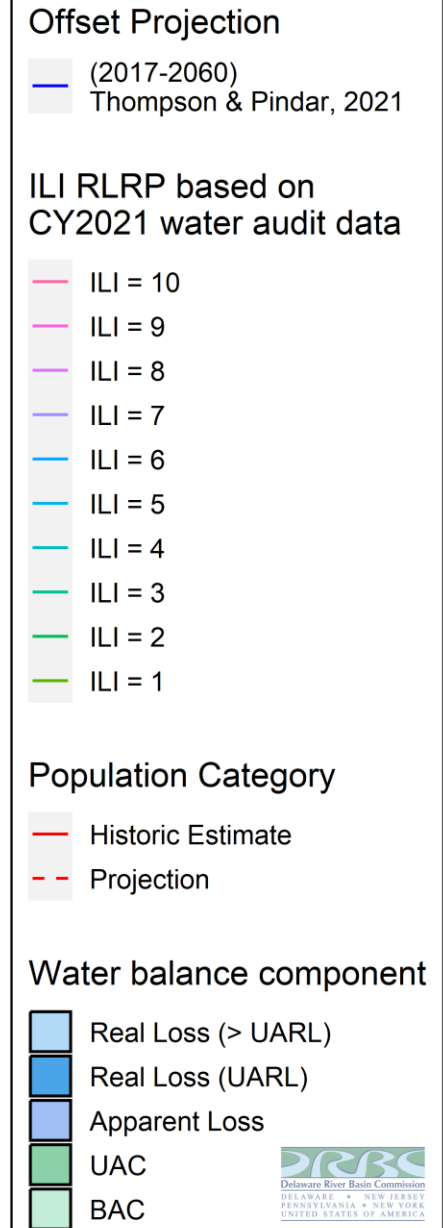 Offset Projection
(2017-2060)
Thompson & Pindar, 2021
ILI RLRP based on
CY2021 water audit data
ILI = 10
ILI = 9
ILI = 8
ILI = 7
ILI = 6
ILI = 5
ILI = 4
ILI = 3
ILI = 2
ILI = 1
Population Category
Historic Estimate
Projection
Water balance component
Real Loss (> UARL)
Real Loss (UARL)
Apparent Loss
UAC
BAC
DRBC
Delaware River Basin Commission
DELAWARE • NEW JERSEY
PENNSYLVANIA • NEW YORK
UNITED STATES OF AMERICA